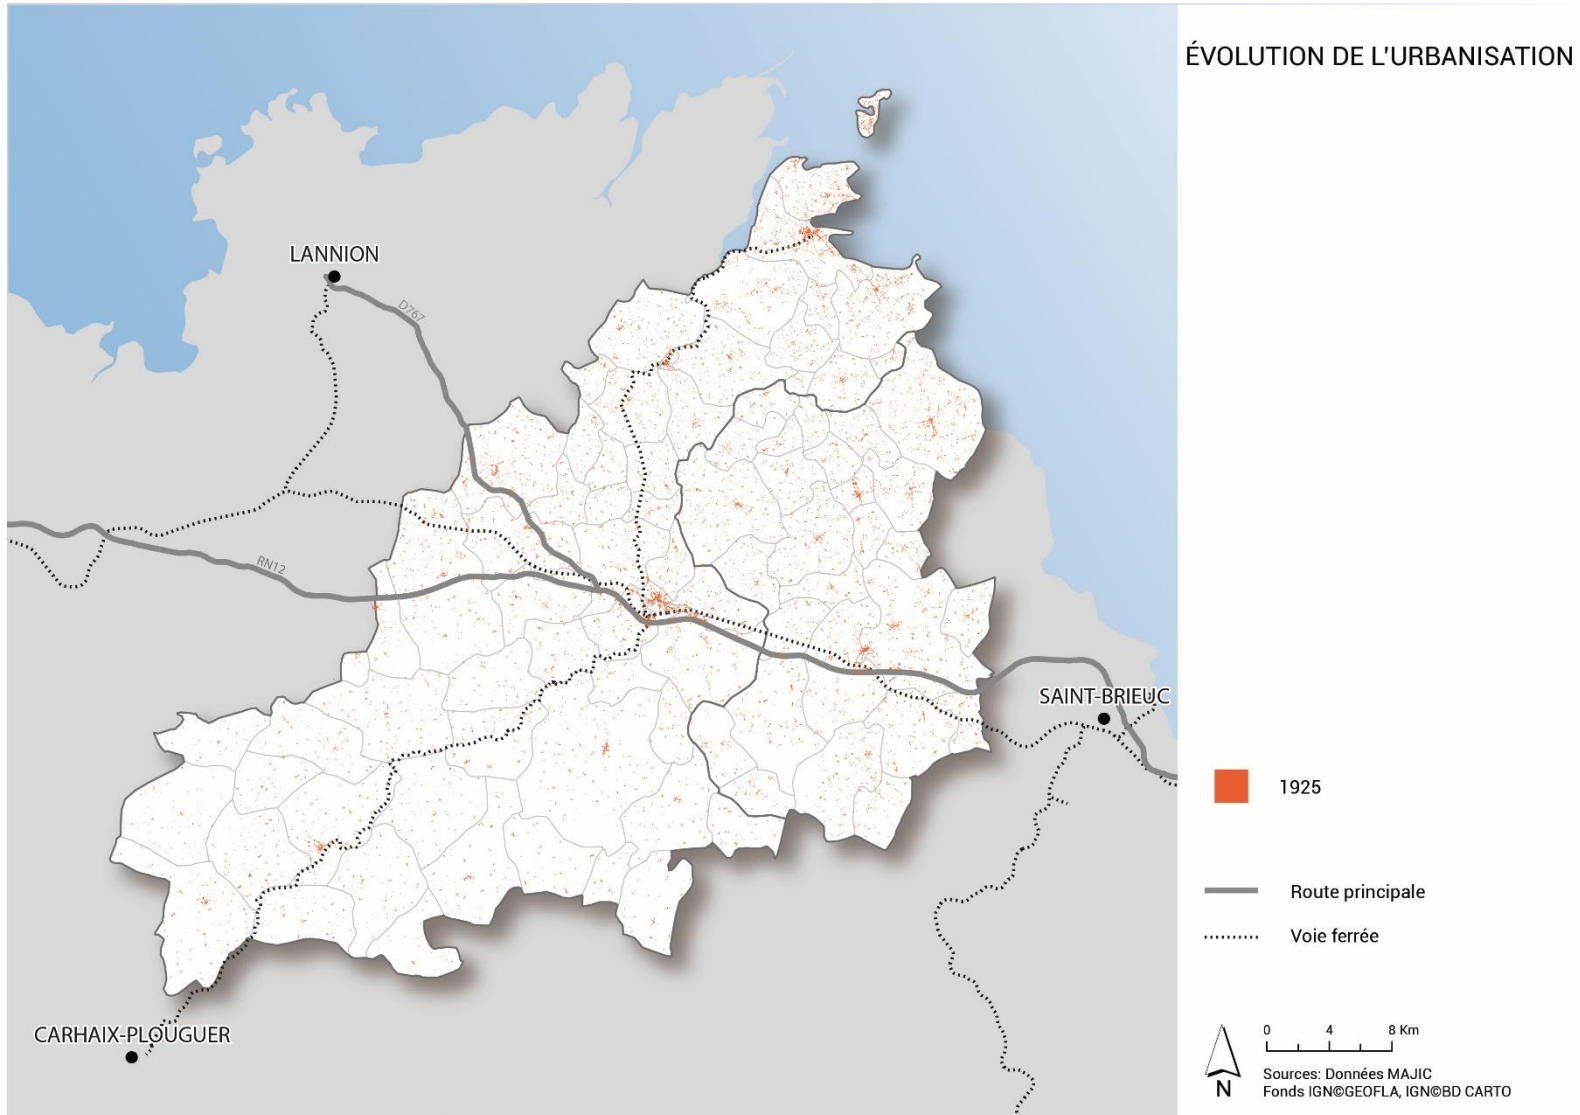 ÉVOLUTION DE L'URBANISATION
LANNION
D767
RN12
SAINT-BRIEUC
CARHAIX-PLOUGUER
1925
Route principale
Voie ferrée
0 4 8 Km
N
Sources: Données MAJIC
Fonds IGN©GEOFLA, IGN©BD CARTO